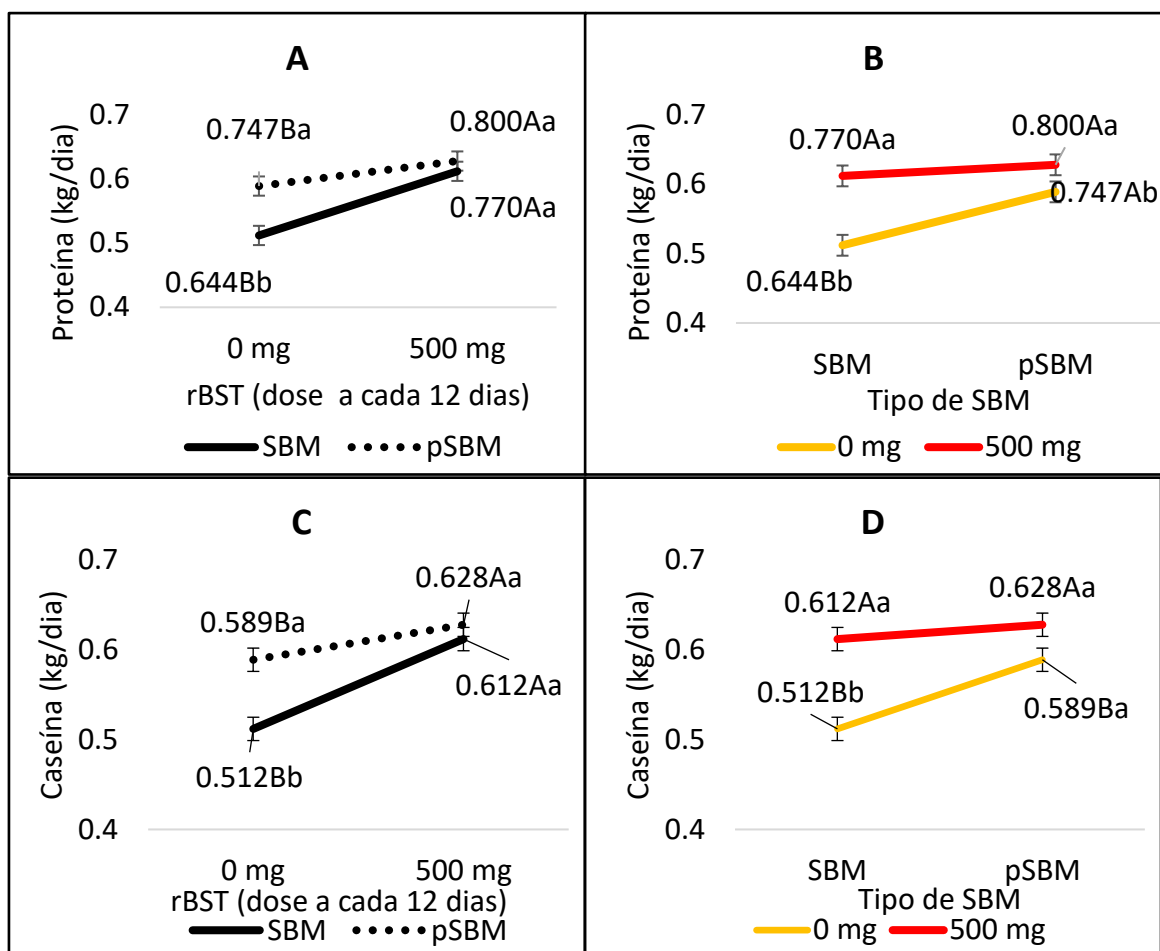 A
Proteína (kg/dia)
0.7
0.6
0.5
0.4
0.747Ba
0.800Aa
0.770Aa
0.644Bb
0 mg
500 mg
rBST (dose a cada 12 dias)
SBM
pSBM
B
Proteína (kg/dia)
0.7
0.6
0.5
0.4
0.770Aa
0.800Aa
0.747Ab
0.644Bb
SBM
pSBM
Tipo de SBM
0 mg
500 mg
C
Caseína (kg/dia)
0.7
0.6
0.5
0.4
0.628Aa
0.589Ba
0.612Aa
0.512Bb
0 mg
500 mg
rBST (dose a cada 12 dias)
SBM
pSBM
D
Caseína (kg/dia)
0.7
0.6
0.5
0.4
0.612Aa
0.628Aa
0.512Bb
0.589Ba
SBM
pSBM
Tipo de SBM
0 mg
500 mg